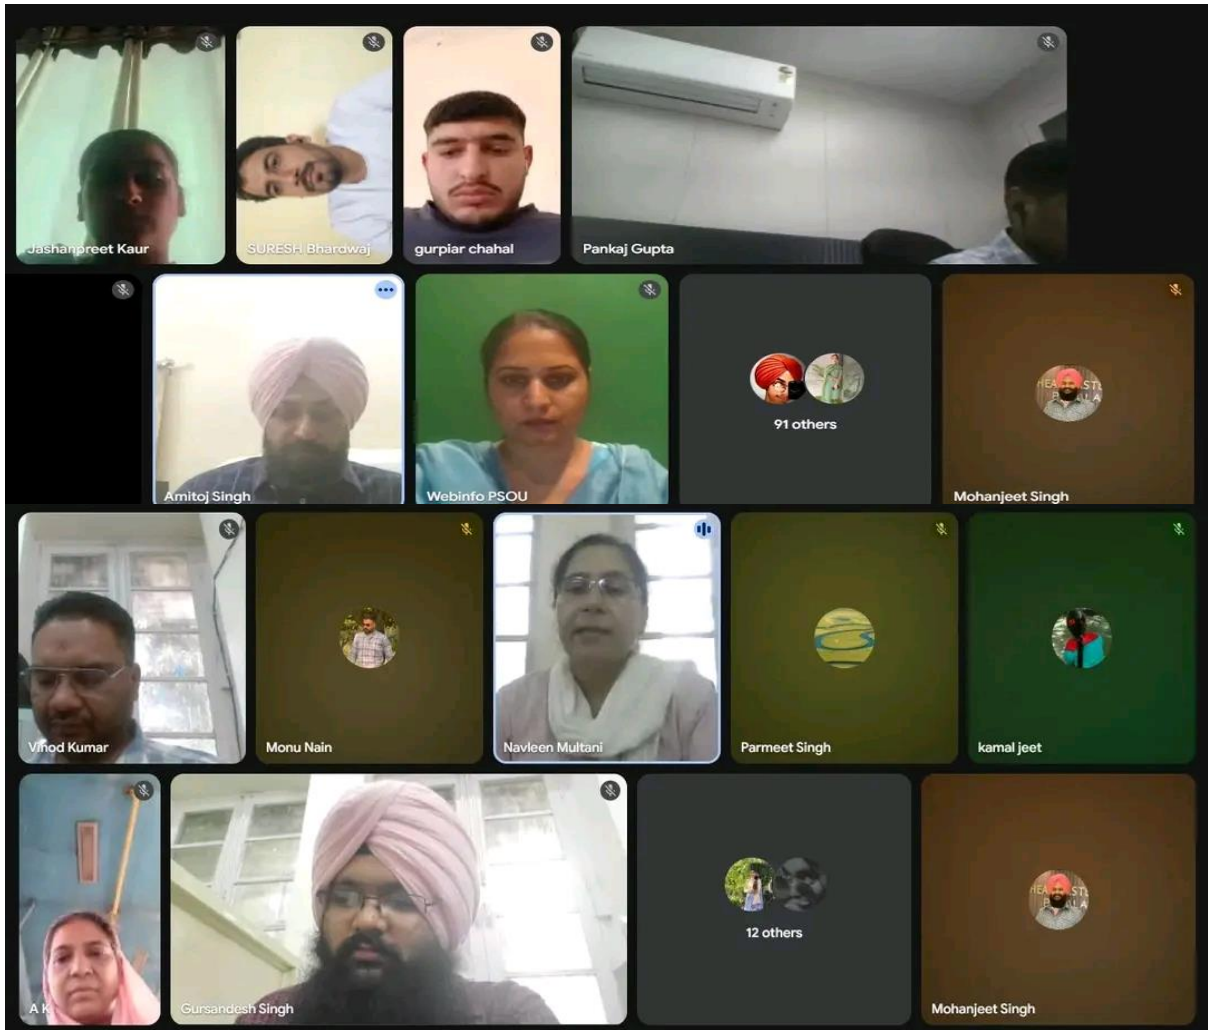 Jashanpreet Kaur
SURESH Bhardwaj
gurpiar chahal
Pankaj Gupta
Amitoj Singh
Webinfo PSOU
91 others
Mohanjeet Singh
Vinod Kumar
Monu Nain
Navleen Multani
Parmeet Singh
kamal jeet
A K
Gursandesh Singh
12 others
Mohanjeet Singh